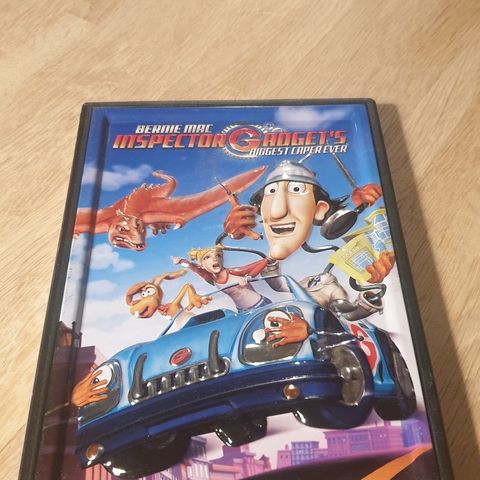 BERNIE MAC
INSPECTOR GADGET'S
BIGGEST CAPER EVER